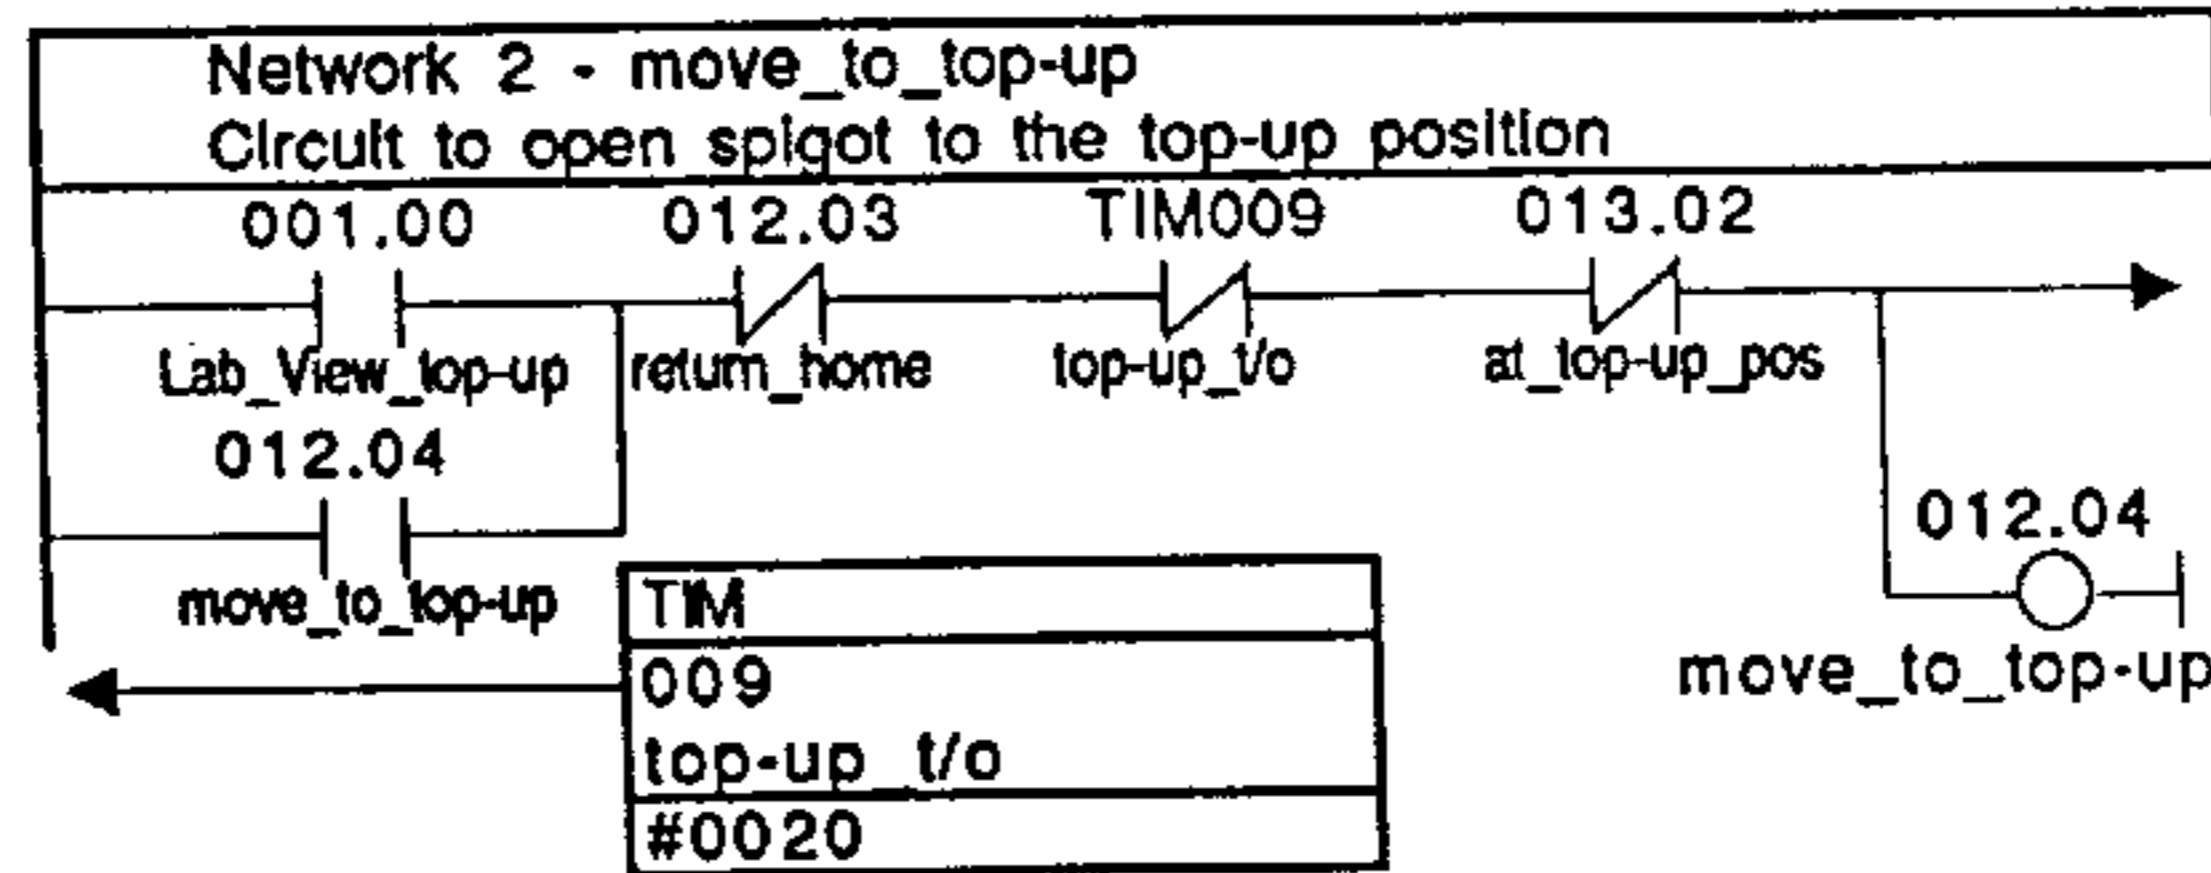 Network 2 - move_to_top-up
Circuit to open spigot to the top-up position
001.00 012.03 TIM009 013.02
Lab_View_top-up return_home top-up_t/o at_top-up_pos
012.04
012.04
move_to_top-up
TIM
009
move_to_top-up
top-up_t/o
#0020